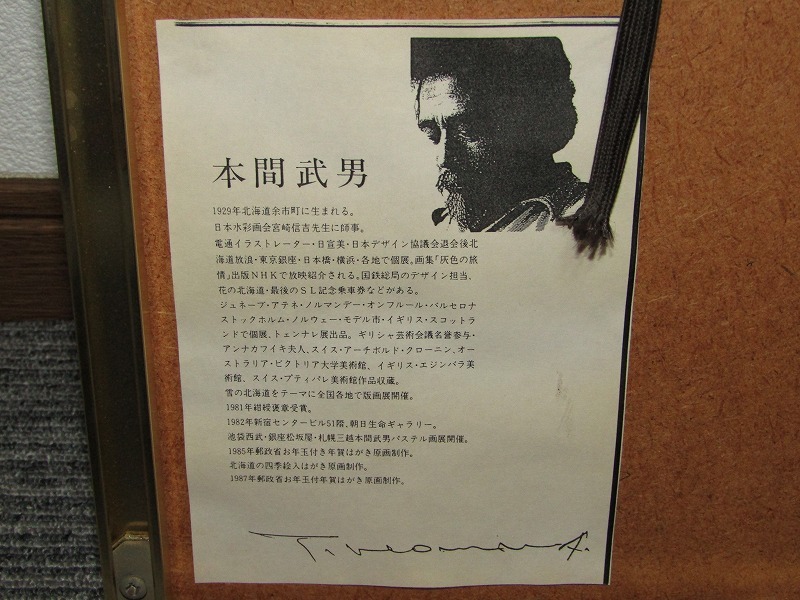 本間武男
1929年北海道余市町に生まれる。
日本水彩画会宮崎信吉先生に師事。
電通イラストレーター・日宣美・日本デザイン協議会退会後北
海道放浪・東京銀座・日本橋・横浜・各地で個展。画集「灰色の旅
情」出版NHKで放映紹介される。国鉄総局のデザイン担当、
花の北海道・最後のSL記念乗車券などがある。
ジュネーブ・アテネ・ノルマンデー・オンフルール・バルセロナ
ストックホルム・ノルウェー・モデル市・イギリス・スコットラ
ンドで個展、トェンナレ展出品。ギリシャ芸術会議名誉参与・
アンナカフイキ夫人、スイス・アーチボルド・クローニン、オー
ストラリア・ビクトリア大学美術館、イギリス・エジンバラ美
術館、スイス・プティパレ美術館作品収蔵。
雪の北海道をテーマに全国各地で版画展開催。
1981年紺綬褒章受賞。
1982年新宿センタービル51階、朝日生命ギャラリー。
池袋西武・銀座松坂屋・札幌三越本間武男パステル画展開催。
1985年郵政省お年玉付き年賀はがき原画制作。
北海道の四季絵入はがき原画制作。
1987年郵政省お年玉付年賀はがき原画制作。